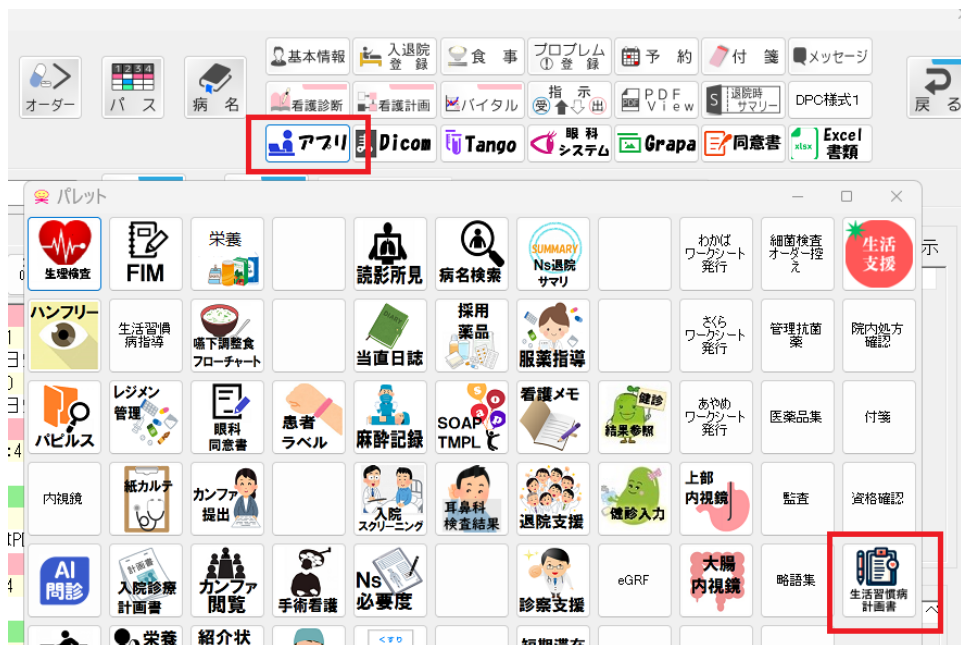 基本情報
入退院
登 録
食 事
プロブレム
① 登 録
予 約
付 箋
メッセージ
オーダー
1 2 3 4
パ ス
病 名
看護診断
看護計画
バイタル
指 示
受 出
PDF
View
S 退院時
サマリー
DPC様式1
戻 る
アプリ
Dicom
Tango
眼 科
システム
Grapa
同意書
xlsx Excel
書類
パレット
生理検査
FIM
栄養
読影所見
病名検索
SUMMARY
Ns退院
サマリ
わかば
ワークシート
発行
細菌検査
オーダー控
え
生活
支援
示
ハンフリー
生活習慣
病指導
嚥下調整食
フローチャート
DIARY
当直日誌
採用
薬品
服薬指導
さくら
ワークシート
発行
管理抗菌
薬
院内処方
確認
パピルス
レジメン
管理
眼科
同意書
患者
ラベル
麻酔記録
SOAP
TMPL
看護メモ
健診
結果参照
あやめ
ワークシート
発行
医薬品集
付箋
:4
内視鏡
紙カルテ
カンファ
提出
入院
スクリーニング
耳鼻科
検査結果
退院支援
健診入力
上部
内視鏡
監査
資格確認
AI
問診
計画書
入院診療
計画書
カンファ
閲覧
手術看護
Ns
必要度
診察支援
eGRF
大腸
内視鏡
略語集
生活習慣病
計画書
栄養
紹介状
くすり
短期滞在